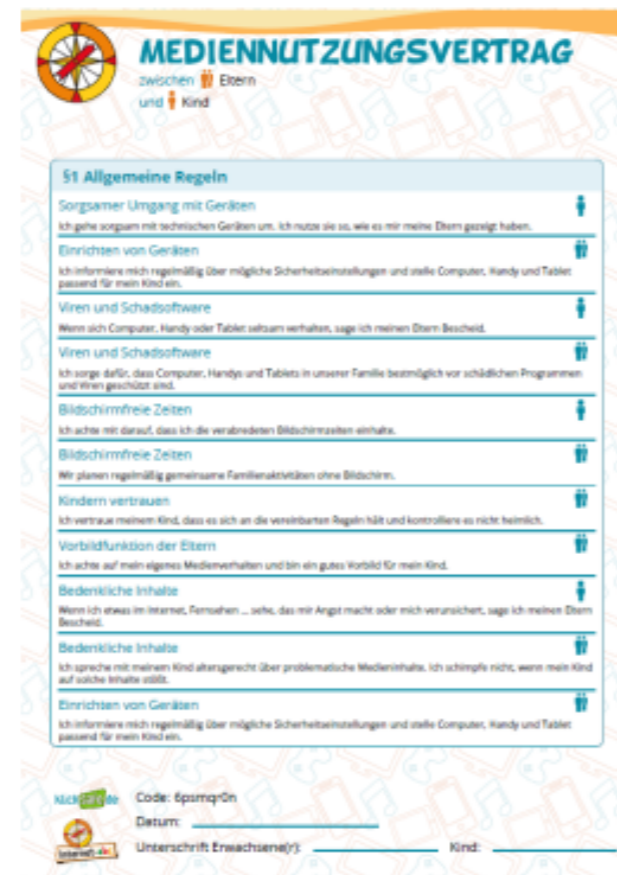 MEDIENNUTZUNGSVERTRAG
zwischen Eltern
und Kind
§1 Allgemeine Regeln
Sorgsamer Umgang mit Geräten
Ich gehe sorgsam mit technischen Geräten um. Ich nutze sie so, wie es mir meine Eltern gezeigt haben.
Einrichten von Geräten
Ich informiere mich regelmäßig über mögliche Sicherheitseinstellungen und stelle Computer, Handy und Tablet
passend für mein Kind ein.
Viren und Schadsoftware
Wenn sich Computer, Handy oder Tablet seltsam verhalten, sage ich meinen Eltern Bescheid.
Viren und Schadsoftware
Ich sorge dafür, dass Computer, Handys und Tablets in unserer Familie bestmöglich vor schädlichen Programmen
und Viren geschützt sind.
Bildschirmfreie Zeiten
Ich achte mit darauf, dass ich die verabredeten Bildschirmzeiten einhalte.
Bildschirmfreie Zeiten
Wir planen regelmäßig gemeinsame Familienaktivitäten ohne Bildschirm.
Kindern vertrauen
Ich vertraue meinem Kind, dass es sich an die vereinbarten Regeln hält und kontrolliere es nicht heimlich.
Vorbildfunktion der Eltern
Ich achte auf mein eigenes Medienverhalten und bin ein gutes Vorbild für mein Kind.
Bedenkliche Inhalte
Wenn ich etwas im Internet, Fernsehen ... sehe, das mir Angst macht oder mich verunsichert, sage ich meinen Eltern
Bescheid.
Bedenkliche Inhalte
Ich spreche mit meinem Kind altersgerecht über problematische Medieninhalte. Ich schimpfe nicht, wenn mein Kind
auf solche Inhalte stößt.
Einrichten von Geräten
Ich informiere mich regelmäßig über mögliche Sicherheitseinstellungen und stelle Computer, Handy und Tablet
passend für mein Kind ein.
Code: 6psmqr0n
Datum:
Unterschrift Erwachsene(r): Kind: